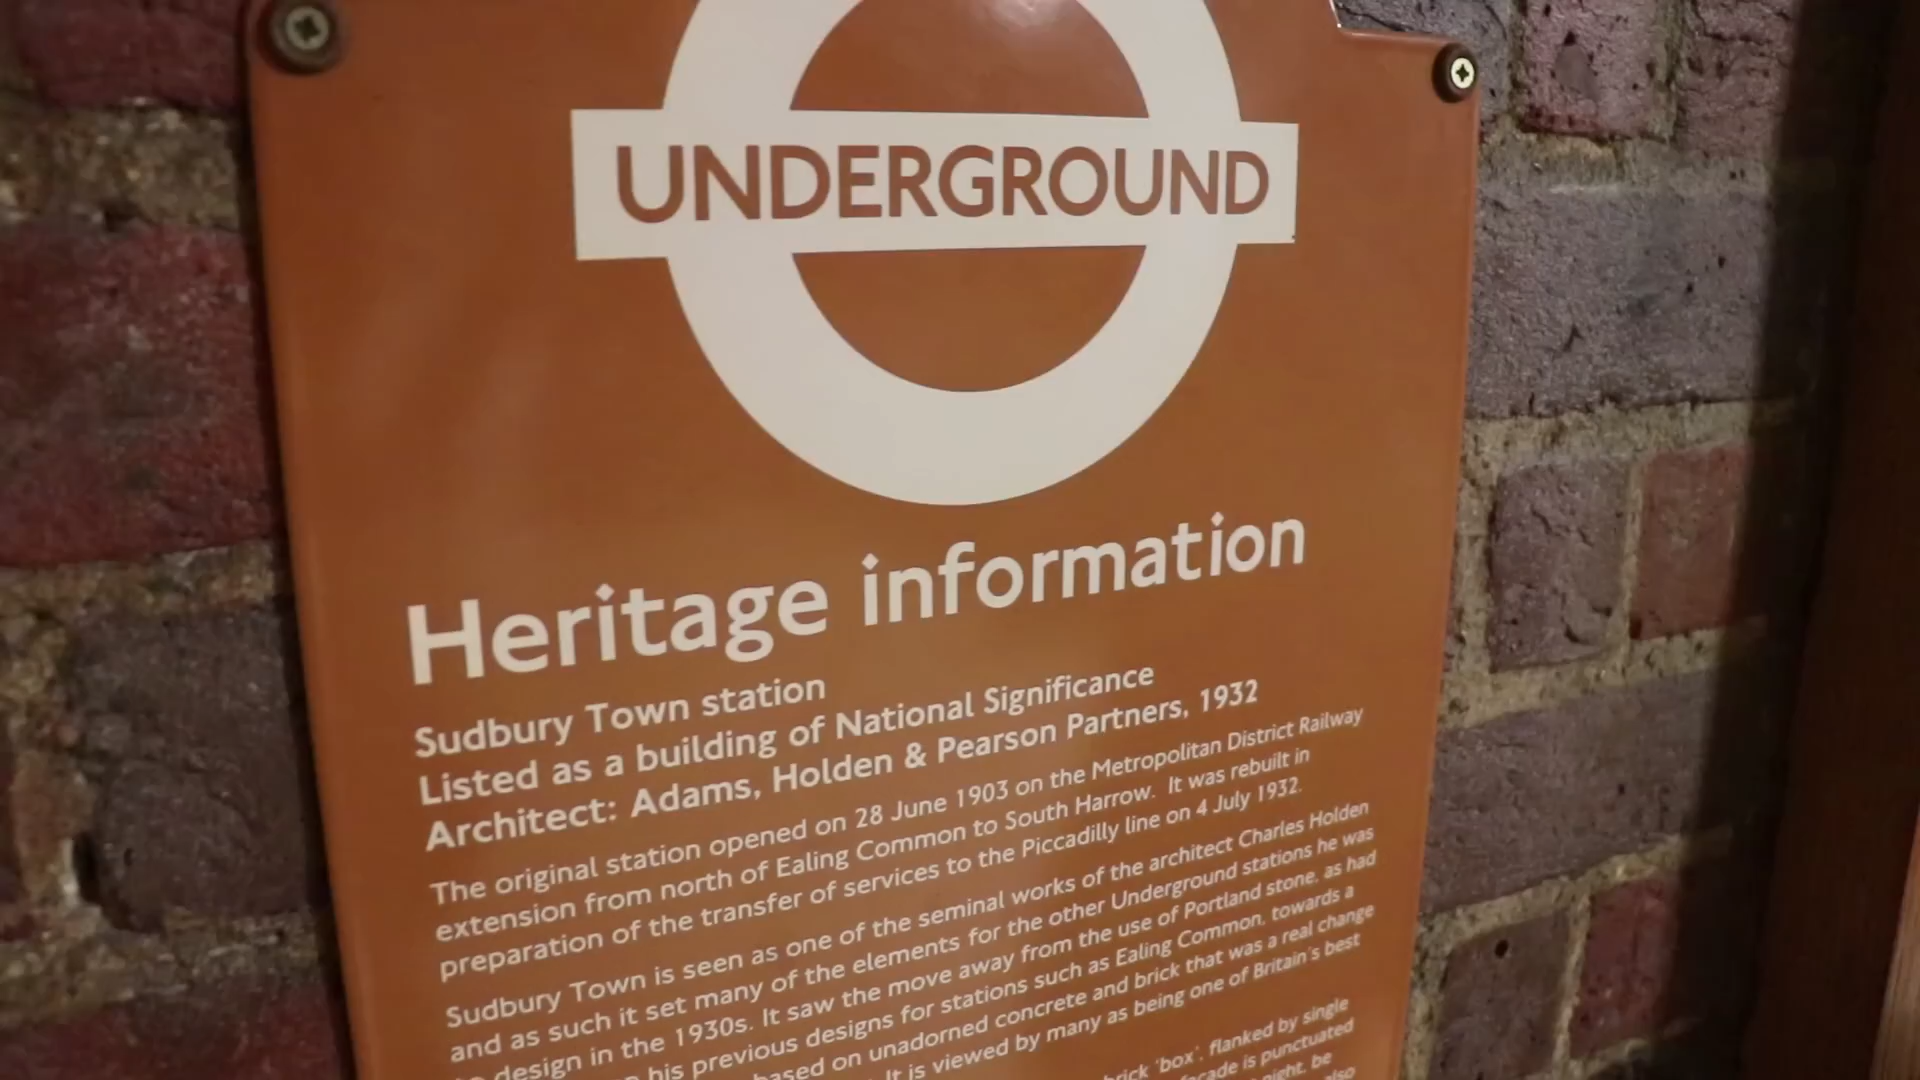 UNDERGROUND
Heritage information
Sudbury Town station
Listed as a building of National Significance
Architect: Adams, Holden & Pearson Partners, 1932
The original station opened on 28 June 1903 on the Metropolitan District Railway
extension from north of Ealing Common to South Harrow. It was rebuilt in
preparation of the transfer of services to the Piccadilly line on 4 July 1932.
Sudbury Town is seen as one of the seminal works of the architect Charles Holden
and as such it set many of the elements for the other Underground stations he was
design in the 1930s. It saw the move away from the use of Portland stone, as had
his previous designs for stations such as Ealing Common, towards a
based on unadorned concrete and brick that was a real change
It is viewed by many as being one of Britain's best
brick 'box', flanked by single
is punctuated
night, be
also